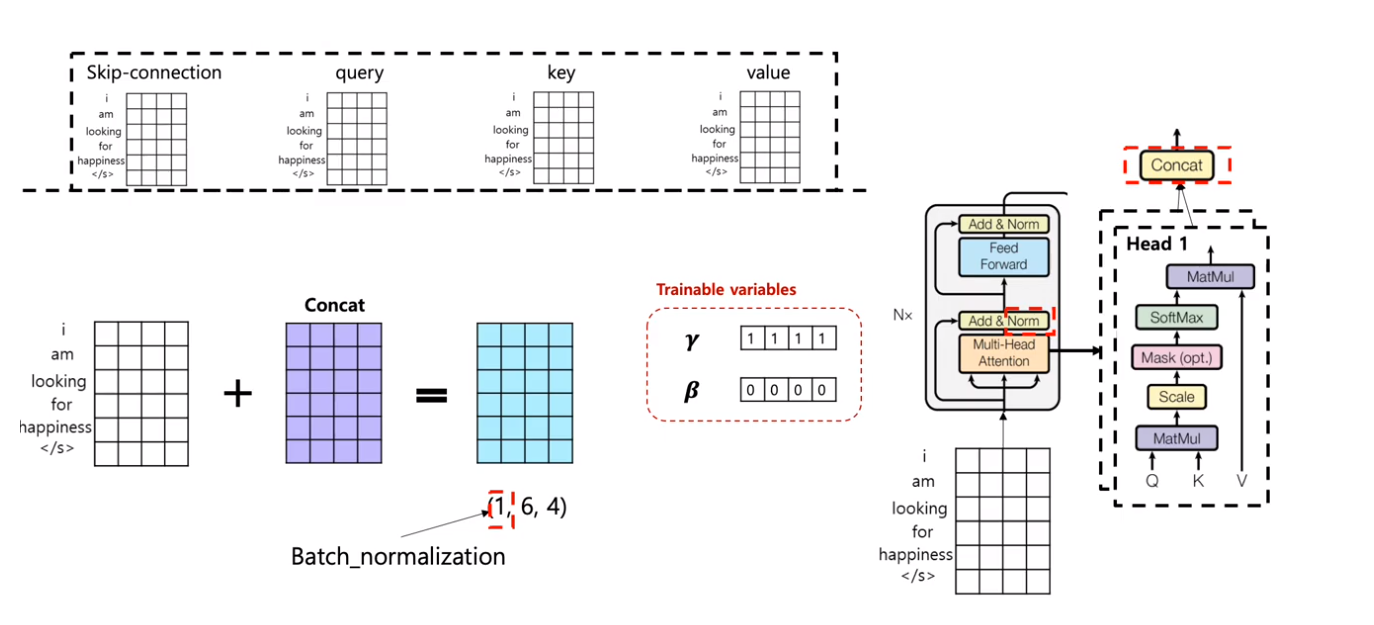 Skip-connection
i
am
looking
for
happiness
</s>
query
i
am
looking
for
happiness
</s>
key
i
am
looking
for
happiness
</s>
value
i
am
looking
for
happiness
</s>
i
am
looking
for
happiness
</s>
+
Concat
=
(1, 6, 4)
Batch_normalization
Trainable variables
γ
1 1 1 1
β
0 0 0 0
Nx
Add & Norm
Feed
Forward
Add & Norm
Multi-Head
Attention
i
am
looking
for
happiness
</s>
Concat
Head 1
MatMul
SoftMax
Mask (opt.)
Scale
MatMul
Q K V